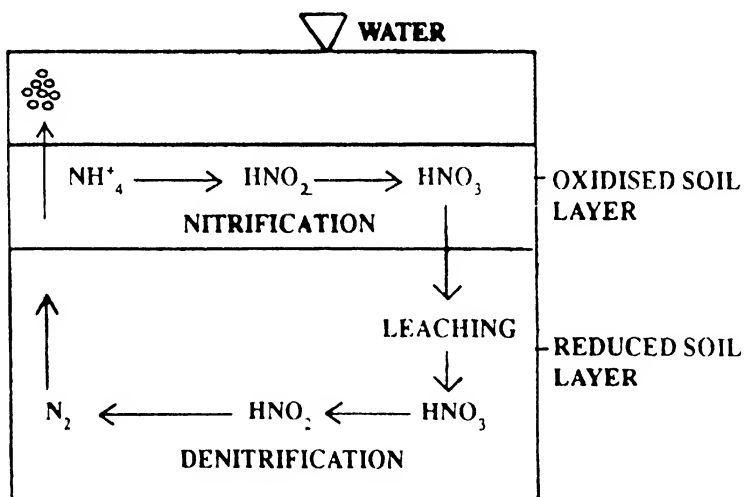 WATER
NH⁺₄ → HNO₂ → HNO₃
NITRIFICATION
OXIDISED SOIL
LAYER
LEACHING
REDUCED SOIL
LAYER
N₂ ← HNO₂ ← HNO₃
DENITRIFICATION